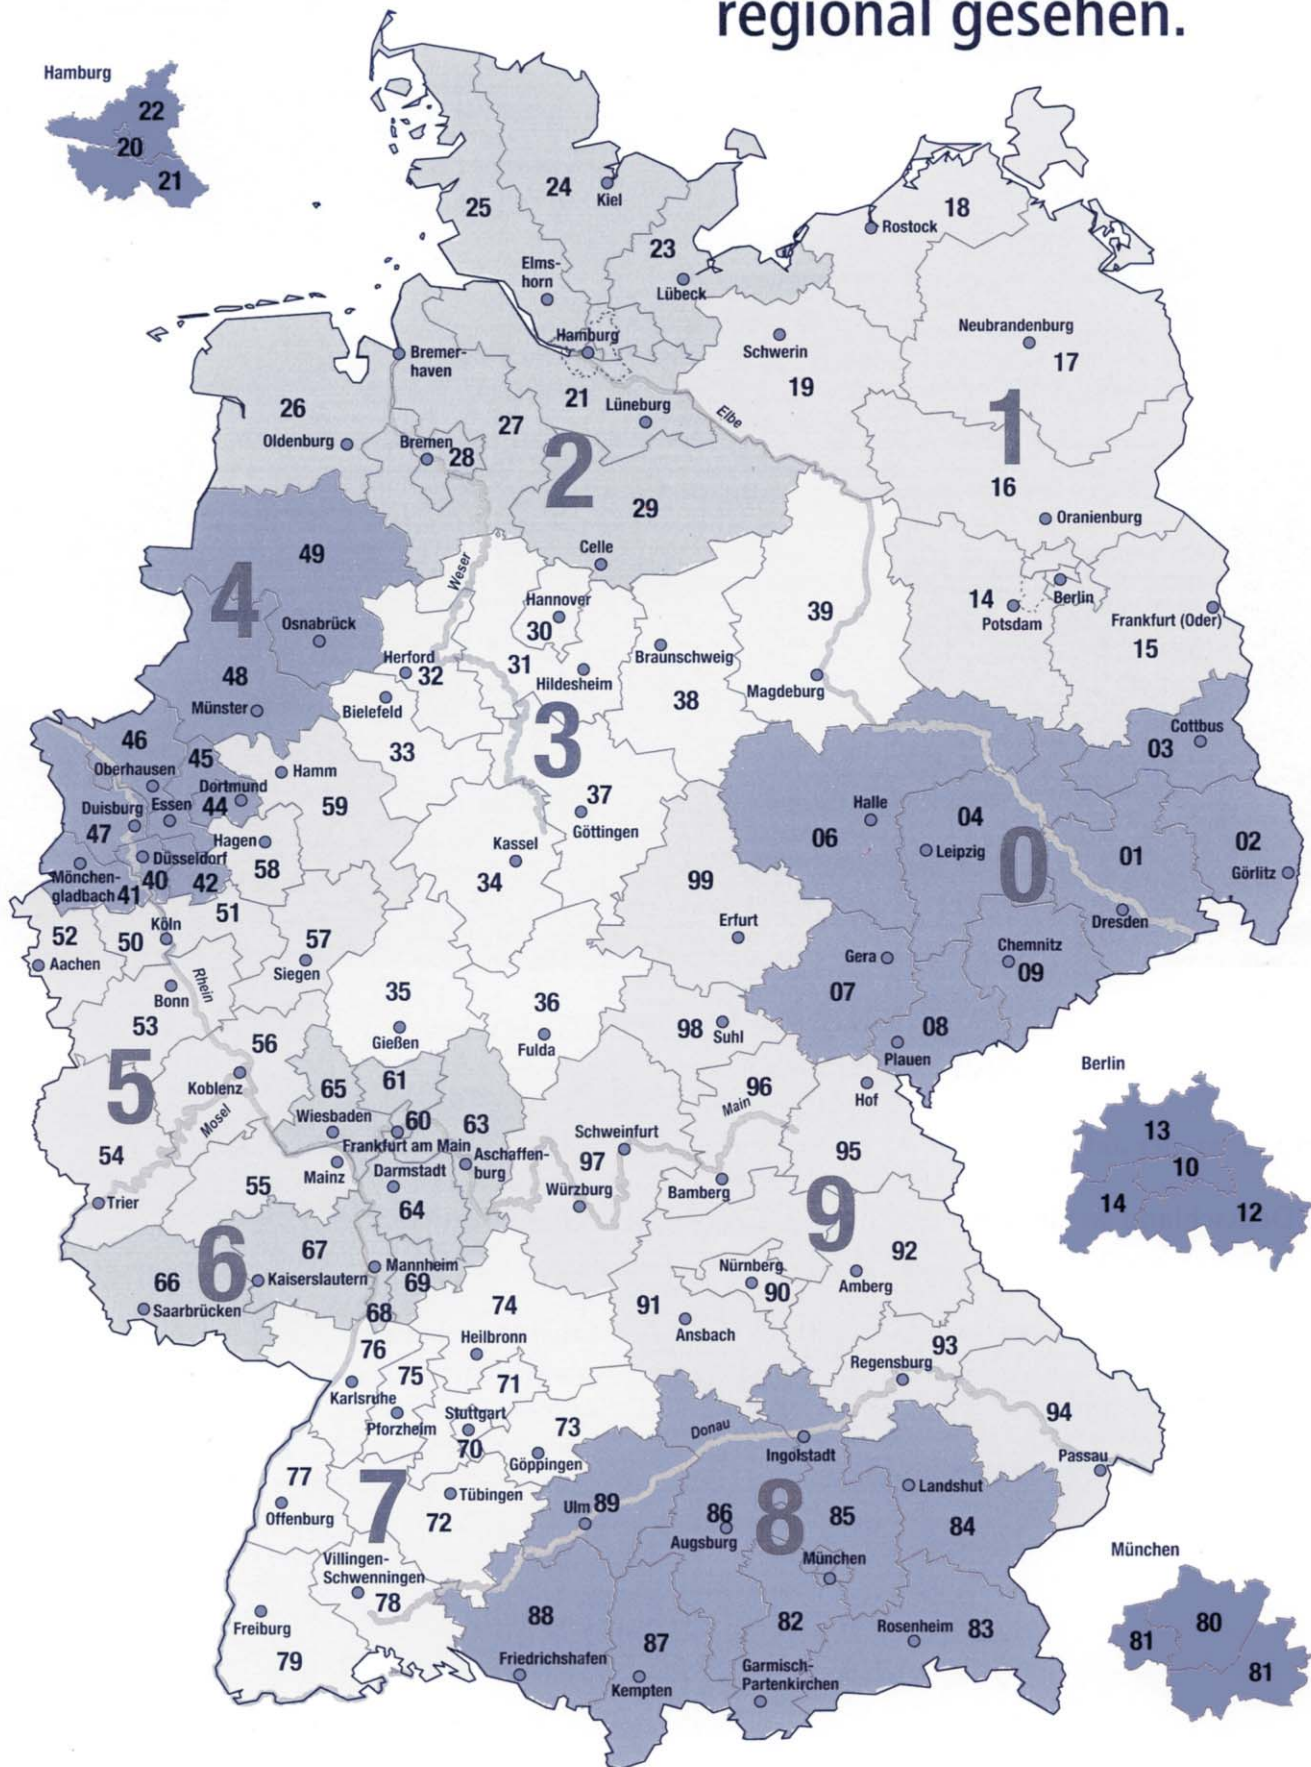 regional gesehen.
Hamburg
22
20
21
24
Kiel
25
23
Elms-
horn
Lübeck
Hamburg
18
Rostock
Neubrandenburg
17
Schwerin
19
1
Bremer-
haven
26
21
Lüneburg
Elbe
27
Oldenburg
Bremen
28
2
29
16
Oranienburg
Celle
49
4
Weser
Hannover
30
39
14
Berlin
Potsdam
Frankfurt (Oder)
15
Osnabrück
Herford
32
31
Hildesheim
Braunschweig
48
Münster
Bielefeld
38
Magdeburg
3
Cottbus
03
46
45
33
Oberhausen
Hamm
Dortmund
Duisburg
Essen
44
59
37
Göttingen
Halle
04
47
Hagen
06
Leipzig
0
01
02
Görlitz
Düsseldorf
58
Kassel
34
99
Mönchen-
gladbach
41
40
42
51
Erfurt
Dresden
52
50
Köln
57
Aachen
Siegen
Gera
Chemnitz
09
Rhein
Bonn
35
36
07
53
Gießen
Fulda
98
Suhl
08
Plauen
56
5
Koblenz
65
61
96
Hof
Berlin
Mosel
Wiesbaden
60
63
Main
13
Frankfurt am Main
Schweinfurt
54
Mainz
Darmstadt
Aschaffen-
burg
97
95
10
55
Würzburg
Bamberg
14
12
Trier
64
9
6
67
Mannheim
92
66
Kaiserslautern
69
Nürnberg
90
Amberg
Saarbrücken
68
74
91
Ansbach
76
Heilbronn
93
75
71
Regensburg
Karlsruhe
Pforzheim
Stuttgart
70
73
Göppingen
Donau
94
Ingolstadt
Passau
77
7
Tübingen
Offenburg
72
Ulm
89
86
8
85
Landshut
Augsburg
84
München
Villingen-
Schwenningen
78
München
Freiburg
88
87
82
Rosenheim
83
80
81
79
Friedrichshafen
Kempten
Garmisch-
Partenkirchen
81